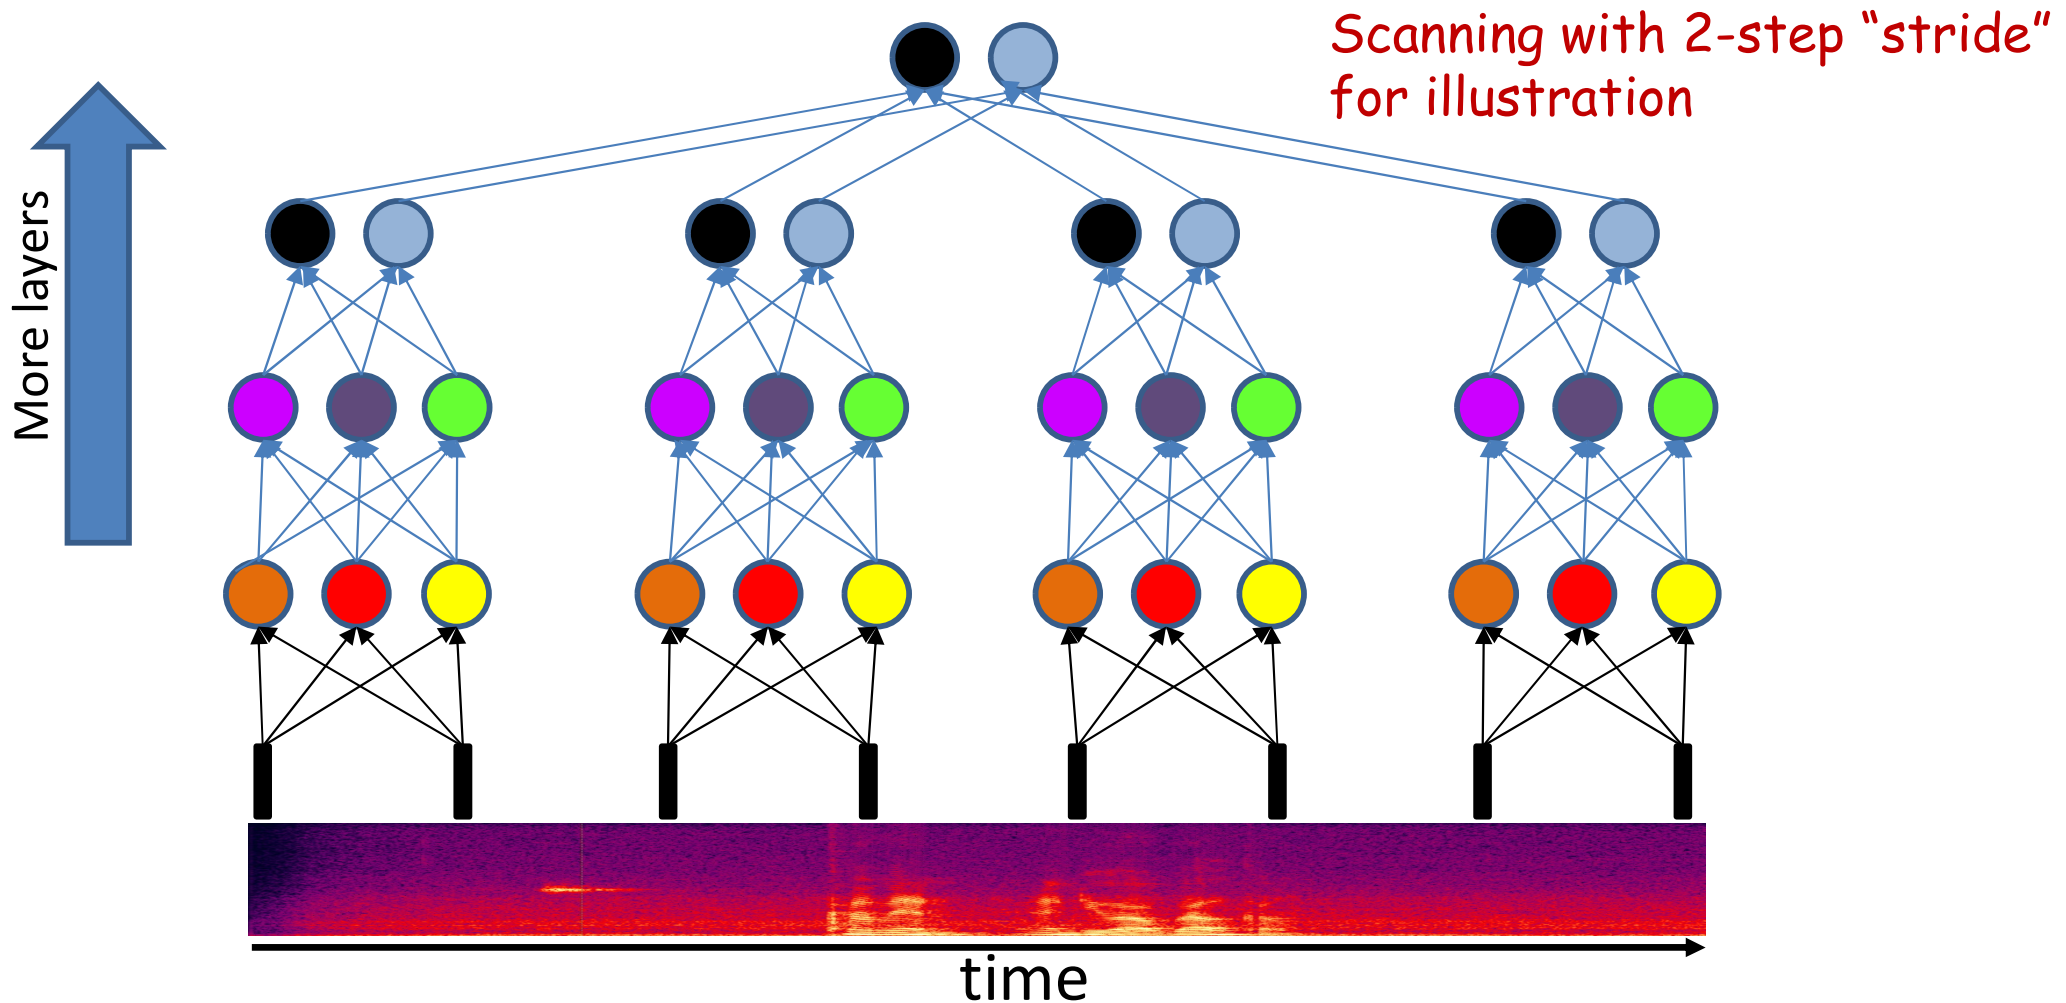 Scanning with 2-step “stride”
for illustration
More layers
time